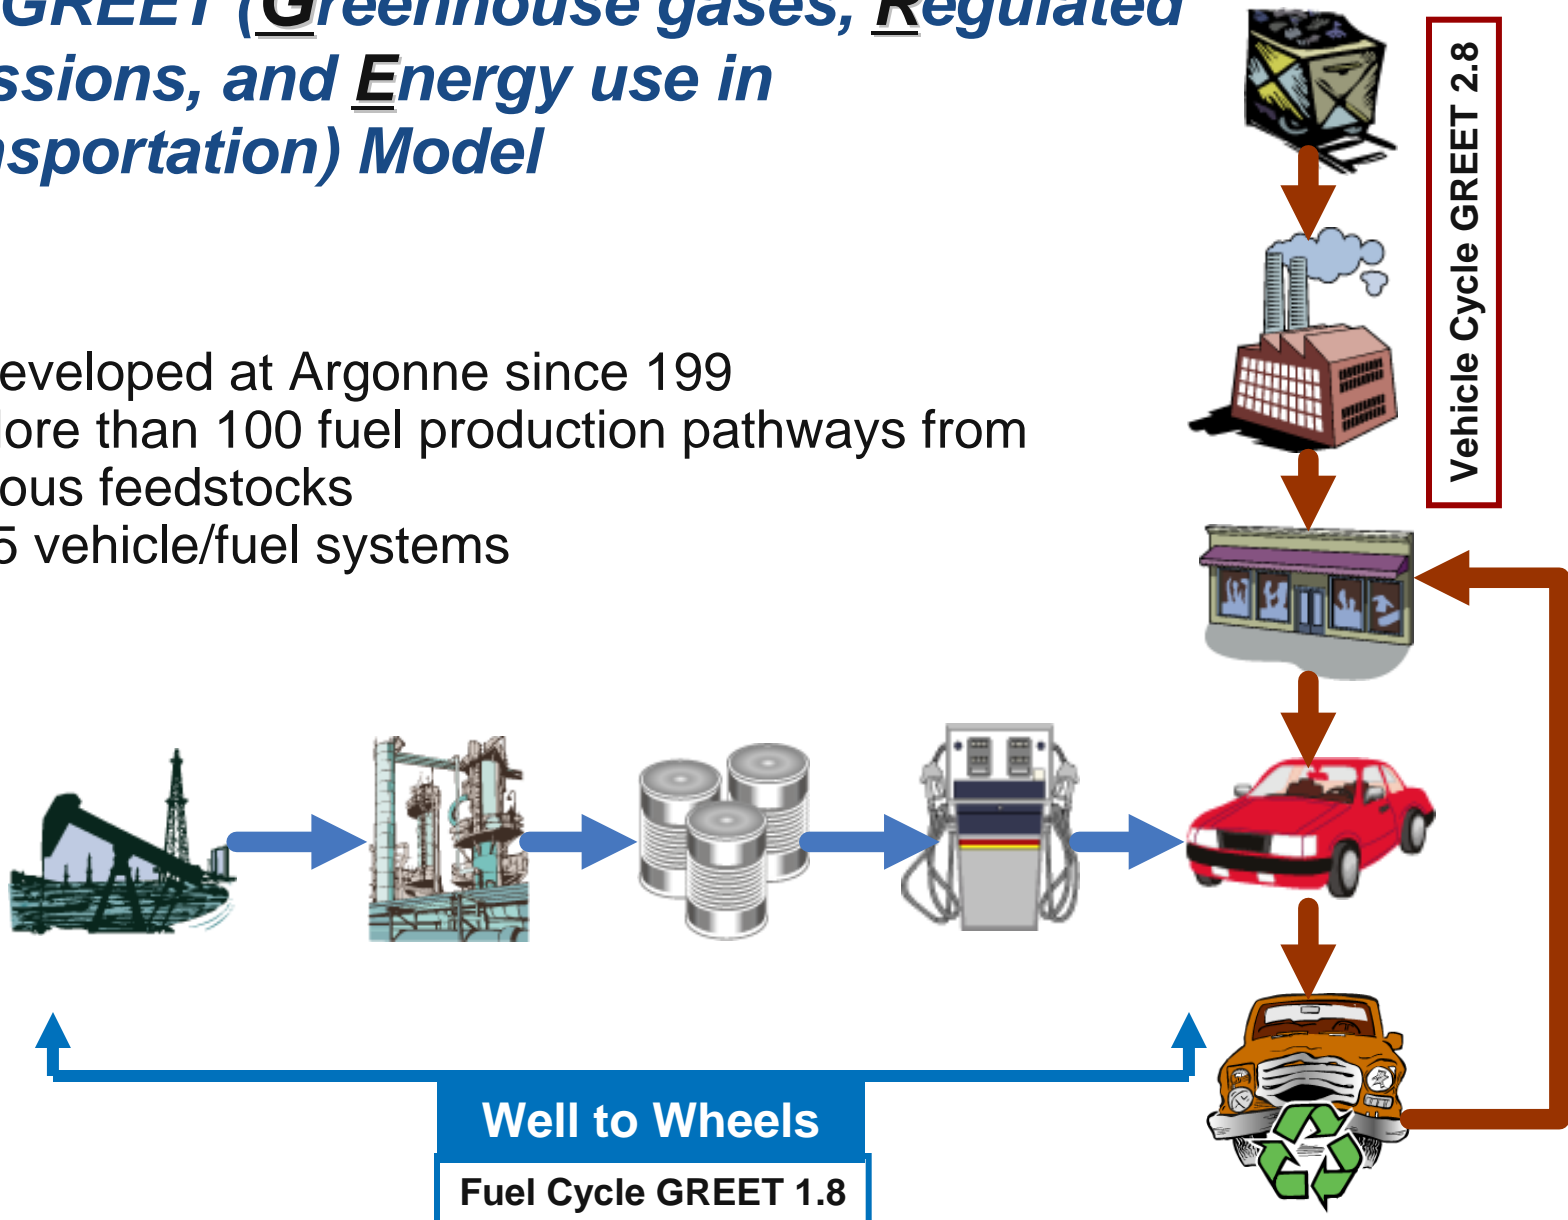 GREET (Greenhouse gases, Regulated
ssions, and Energy use in
nsportation) Model
Vehicle Cycle GREET 2.8
eveloped at Argonne since 199
ore than 100 fuel production pathways from
ous feedstocks
5 vehicle/fuel systems
Well to Wheels
Fuel Cycle GREET 1.8